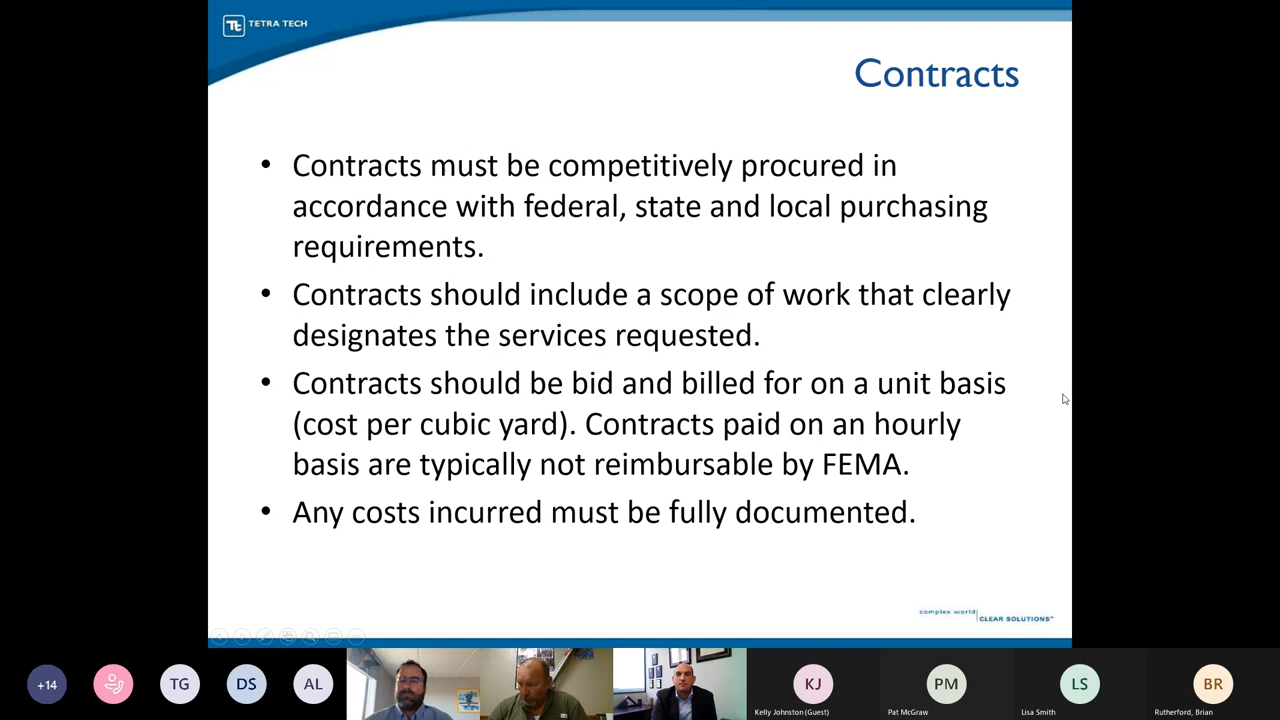 Tt TETRA TECH
Contracts
• Contracts must be competitively procured in
accordance with federal, state and local purchasing
requirements.
• Contracts should include a scope of work that clearly
designates the services requested.
• Contracts should be bid and billed for on a unit basis
(cost per cubic yard). Contracts paid on an hourly
basis are typically not reimbursable by FEMA.
• Any costs incurred must be fully documented.
complex world CLEAR SOLUTIONS™
+14
TG
DS
AL
KJ
Kelly Johnston (Guest)
PM
Pat McGraw
LS
Lisa Smith
BR
Rutherford, Brian